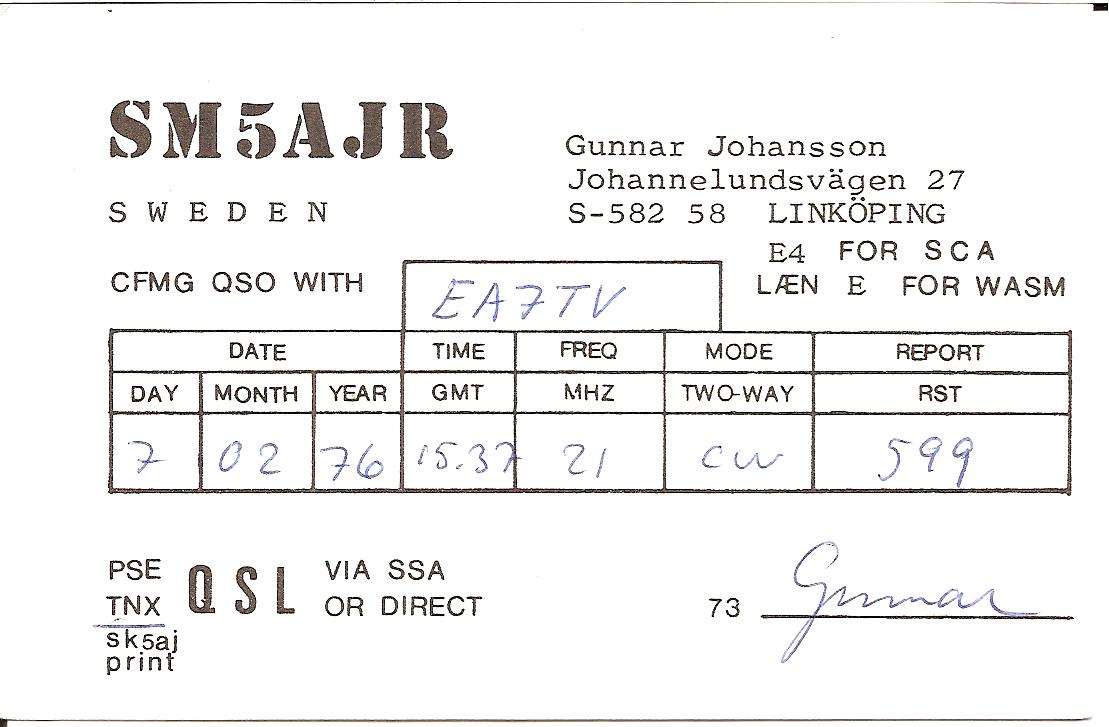 SM5AJR
SWEDEN
Gunnar Johansson
Johannelundsvägen 27
S-582 58 LINKÖPING
E4 FOR SCA
LÆN E FOR WASM
CFMG QSO WITH EA7TV
DATE TIME FREQ MODE REPORT
DAY MONTH YEAR GMT MHZ TWO-WAY RST
7 02 76 15.37 21 CW 599
PSE QSL VIA SSA
TNX OR DIRECT
73 Gunnar
sk5aj
print